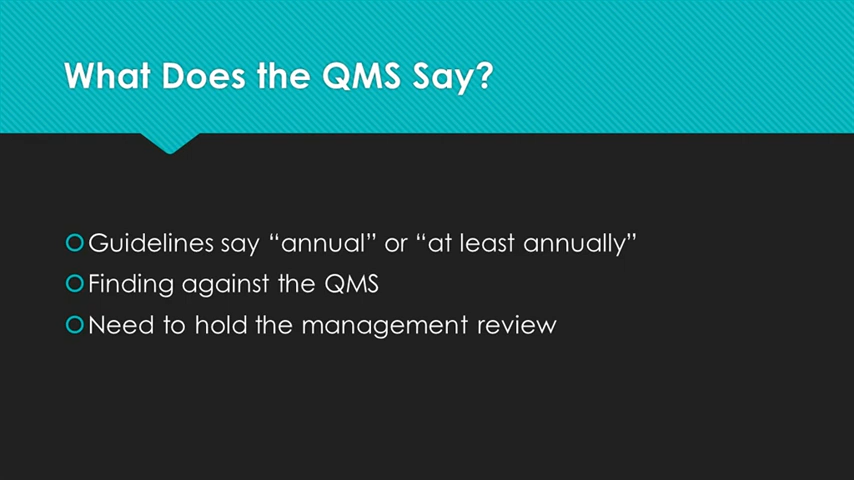 What Does the QMS Say?
Guidelines say “annual” or “at least annually”
Finding against the QMS
Need to hold the management review